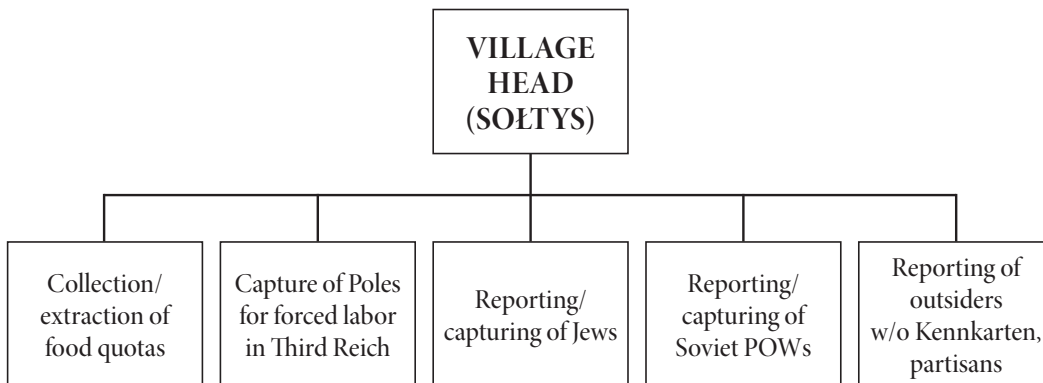 VILLAGE
HEAD
(SOŁTYS)
Collection/
extraction of
food quotas
Capture of Poles
for forced labor
in Third Reich
Reporting/
capturing of Jews
Reporting/
capturing of
Soviet POWs
Reporting of
outsiders
w/o Kennkarten,
partisans